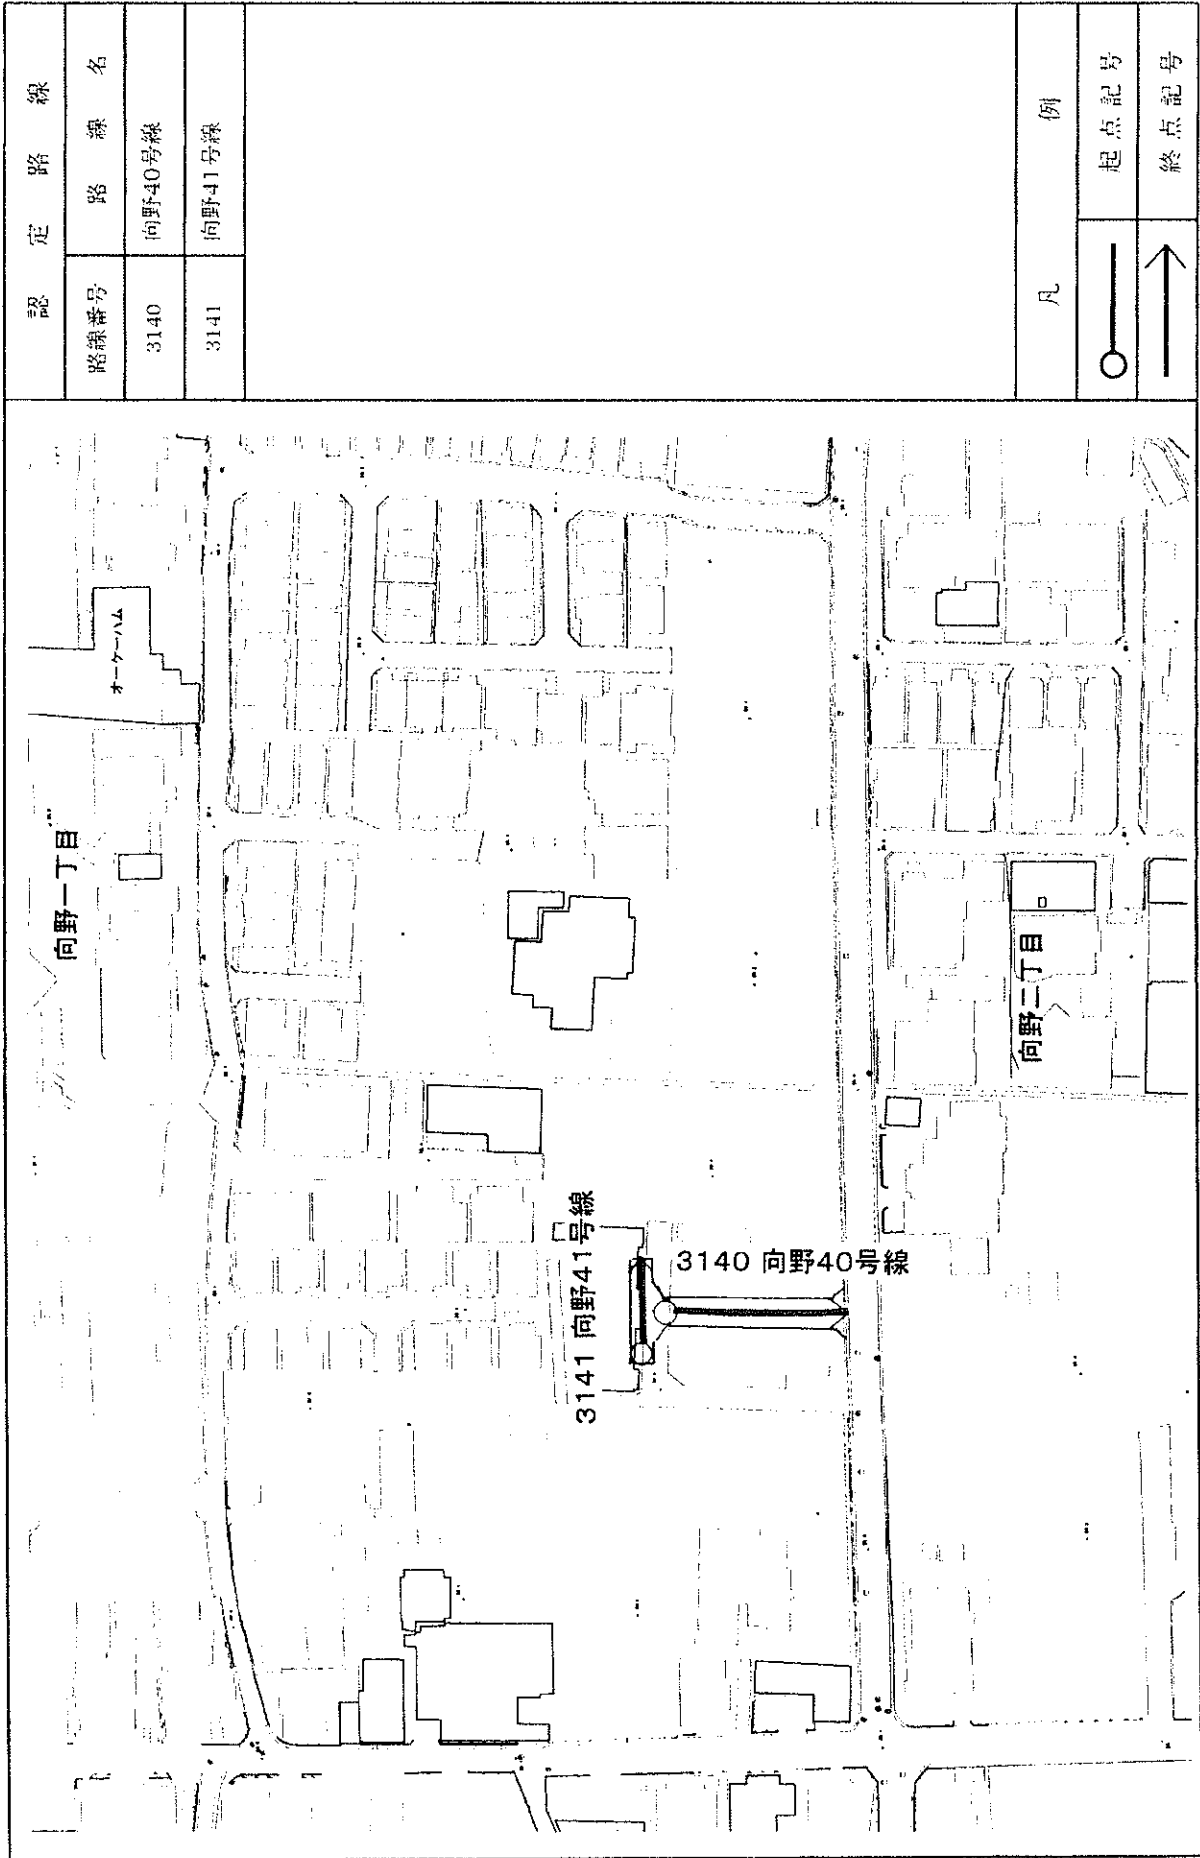 認定路線
路線番号 路線名
3140 向野40号線
3141 向野41号線
凡例
起点記号
終点記号
オーケーハム
向野一丁目
向野二丁目
3141 向野41号線
3140 向野40号線